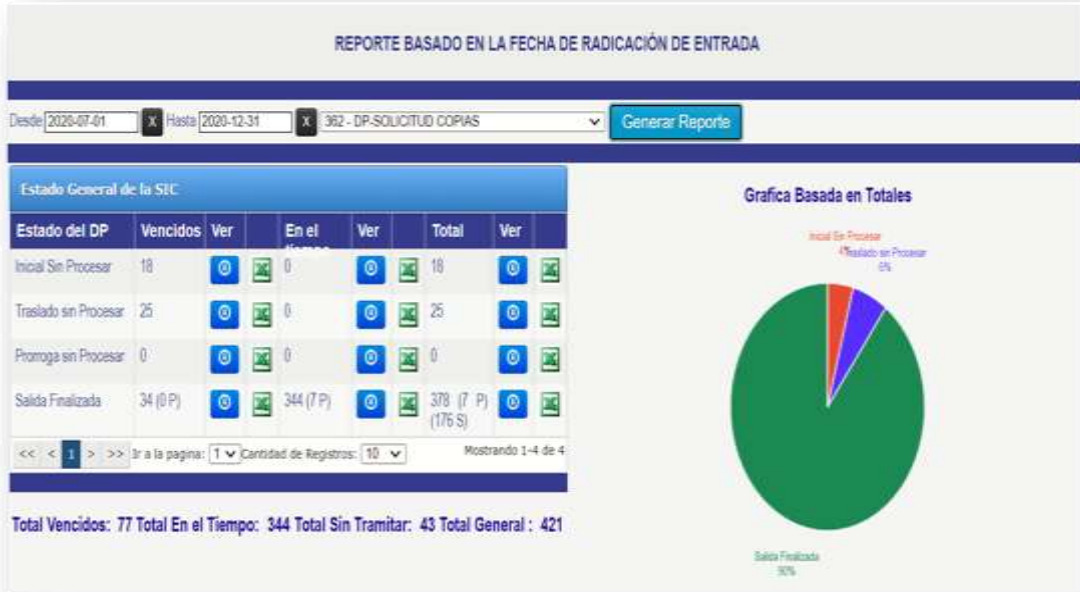 REPORTE BASADO EN LA FECHA DE RADICACIÓN DE ENTRADA
Desde 2020-07-01 X Hasta 2020-12-31 X 362 - DP-SOLICITUD COPIAS Generar Reporte
Estado General de la SIC
Estado del DP Vencidos Ver En el tiempo Ver Total Ver
Inicial Sin Procesar 18 0 18
Traslado sin Procesar 25 0 25
Prorroga sin Procesar 0 0 0
Salida Finalizada 34 (0 P) 344 (7 P) 378 (7 P)
(176 S)
<< < 1 > >> Ir a la pagina: 1 Cantidad de Registros: 10 Mostrando 1-4 de 4
Total Vencidos: 77 Total En el Tiempo: 344 Total Sin Tramitar: 43 Total General : 421
Grafica Basada en Totales
Inicial Sin Procesar
4%
Traslado sin Procesar
6%
Salida Finalizada
90%